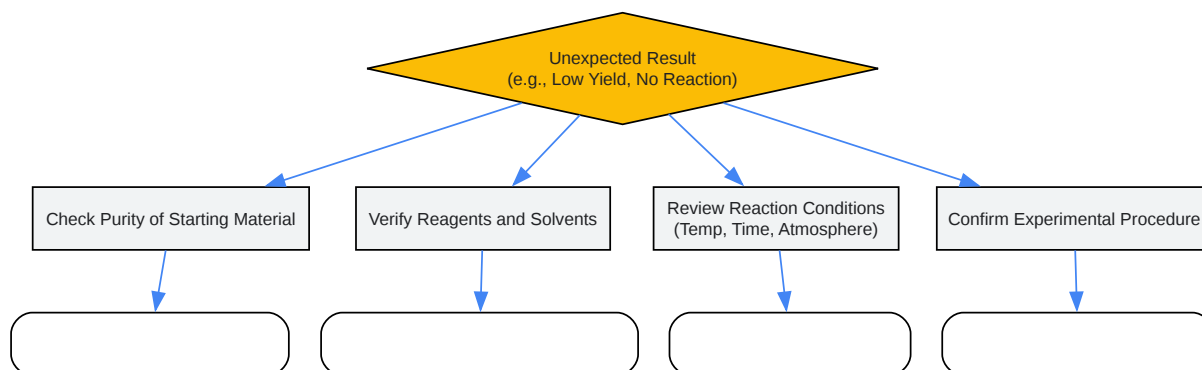 Unexpected Result
(e.g., Low Yield, No Reaction)
Check Purity of Starting Material
Verify Reagents and Solvents
Review Reaction Conditions
(Temp, Time, Atmosphere)
Confirm Experimental Procedure